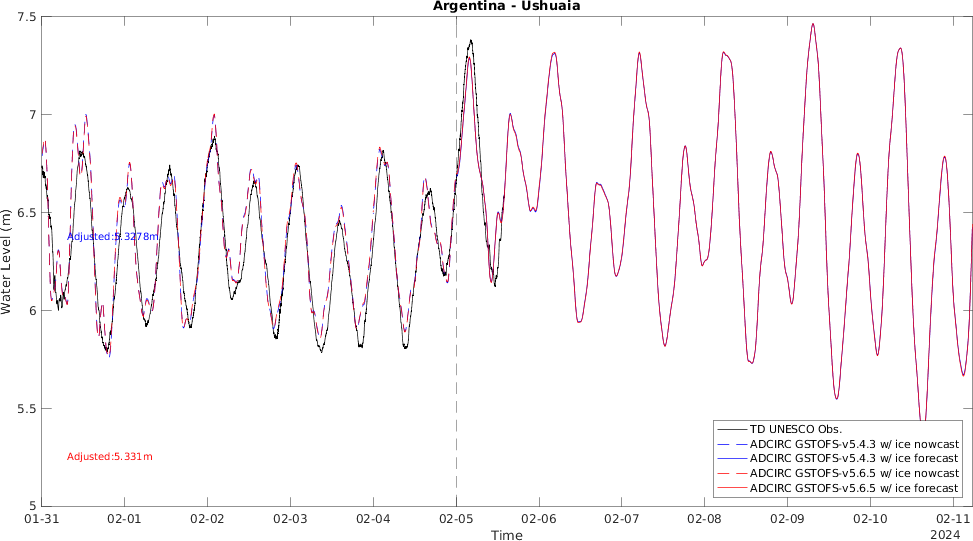 Argentina - Ushuaia
7.5
7
6.5
6
5.5
5
Water Level (m)
Adjusted:5.3278m
Adjusted:5.331m
TD UNESCO Obs.
ADCIRC GSTOFS-v5.4.3 w/ ice nowcast
ADCIRC GSTOFS-v5.4.3 w/ ice forecast
ADCIRC GSTOFS-v5.6.5 w/ ice nowcast
ADCIRC GSTOFS-v5.6.5 w/ ice forecast
01-31 02-01 02-02 02-03 02-04 02-05 02-06 02-07 02-08 02-09 02-10 02-11
Time
2024